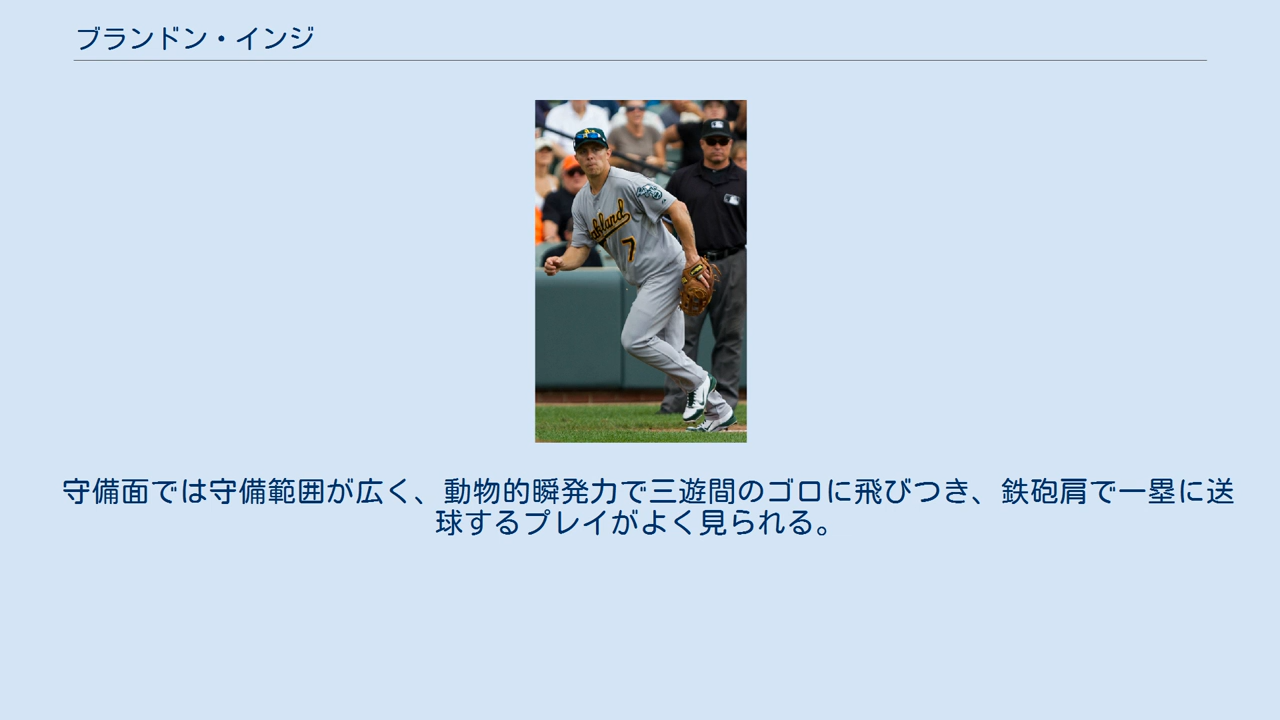 ブランドン・インジ
akland
7
守備面では守備範囲が広く、動物的瞬発力で三遊間のゴロに飛びつき、鉄砲肩で一塁に送
球するプレイがよく見られる。